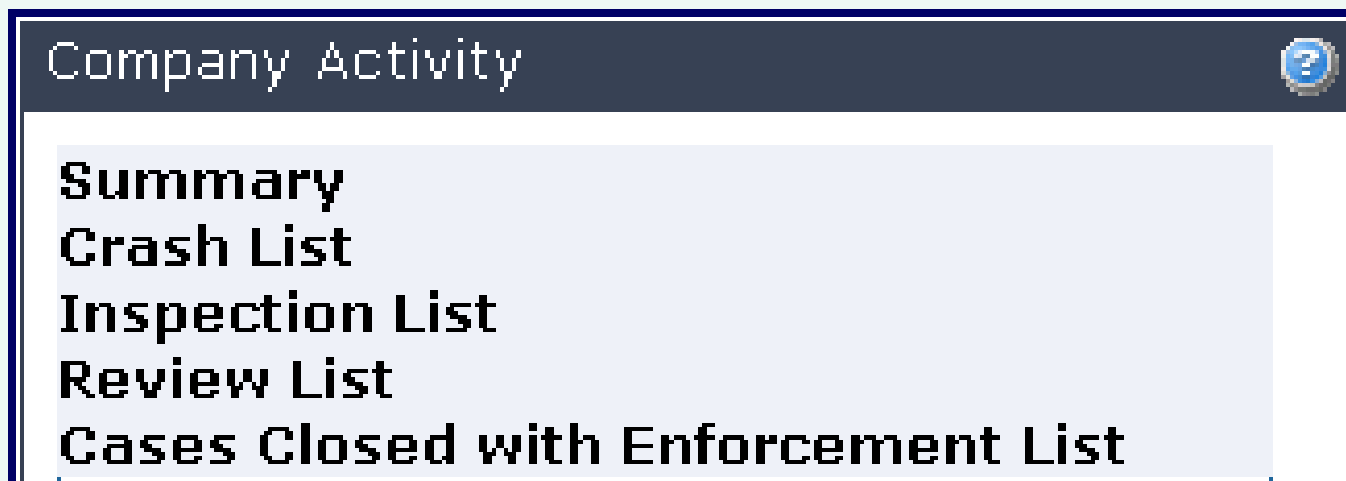 Company Activity
?
Summary
Crash List
Inspection List
Review List
Cases Closed with Enforcement List